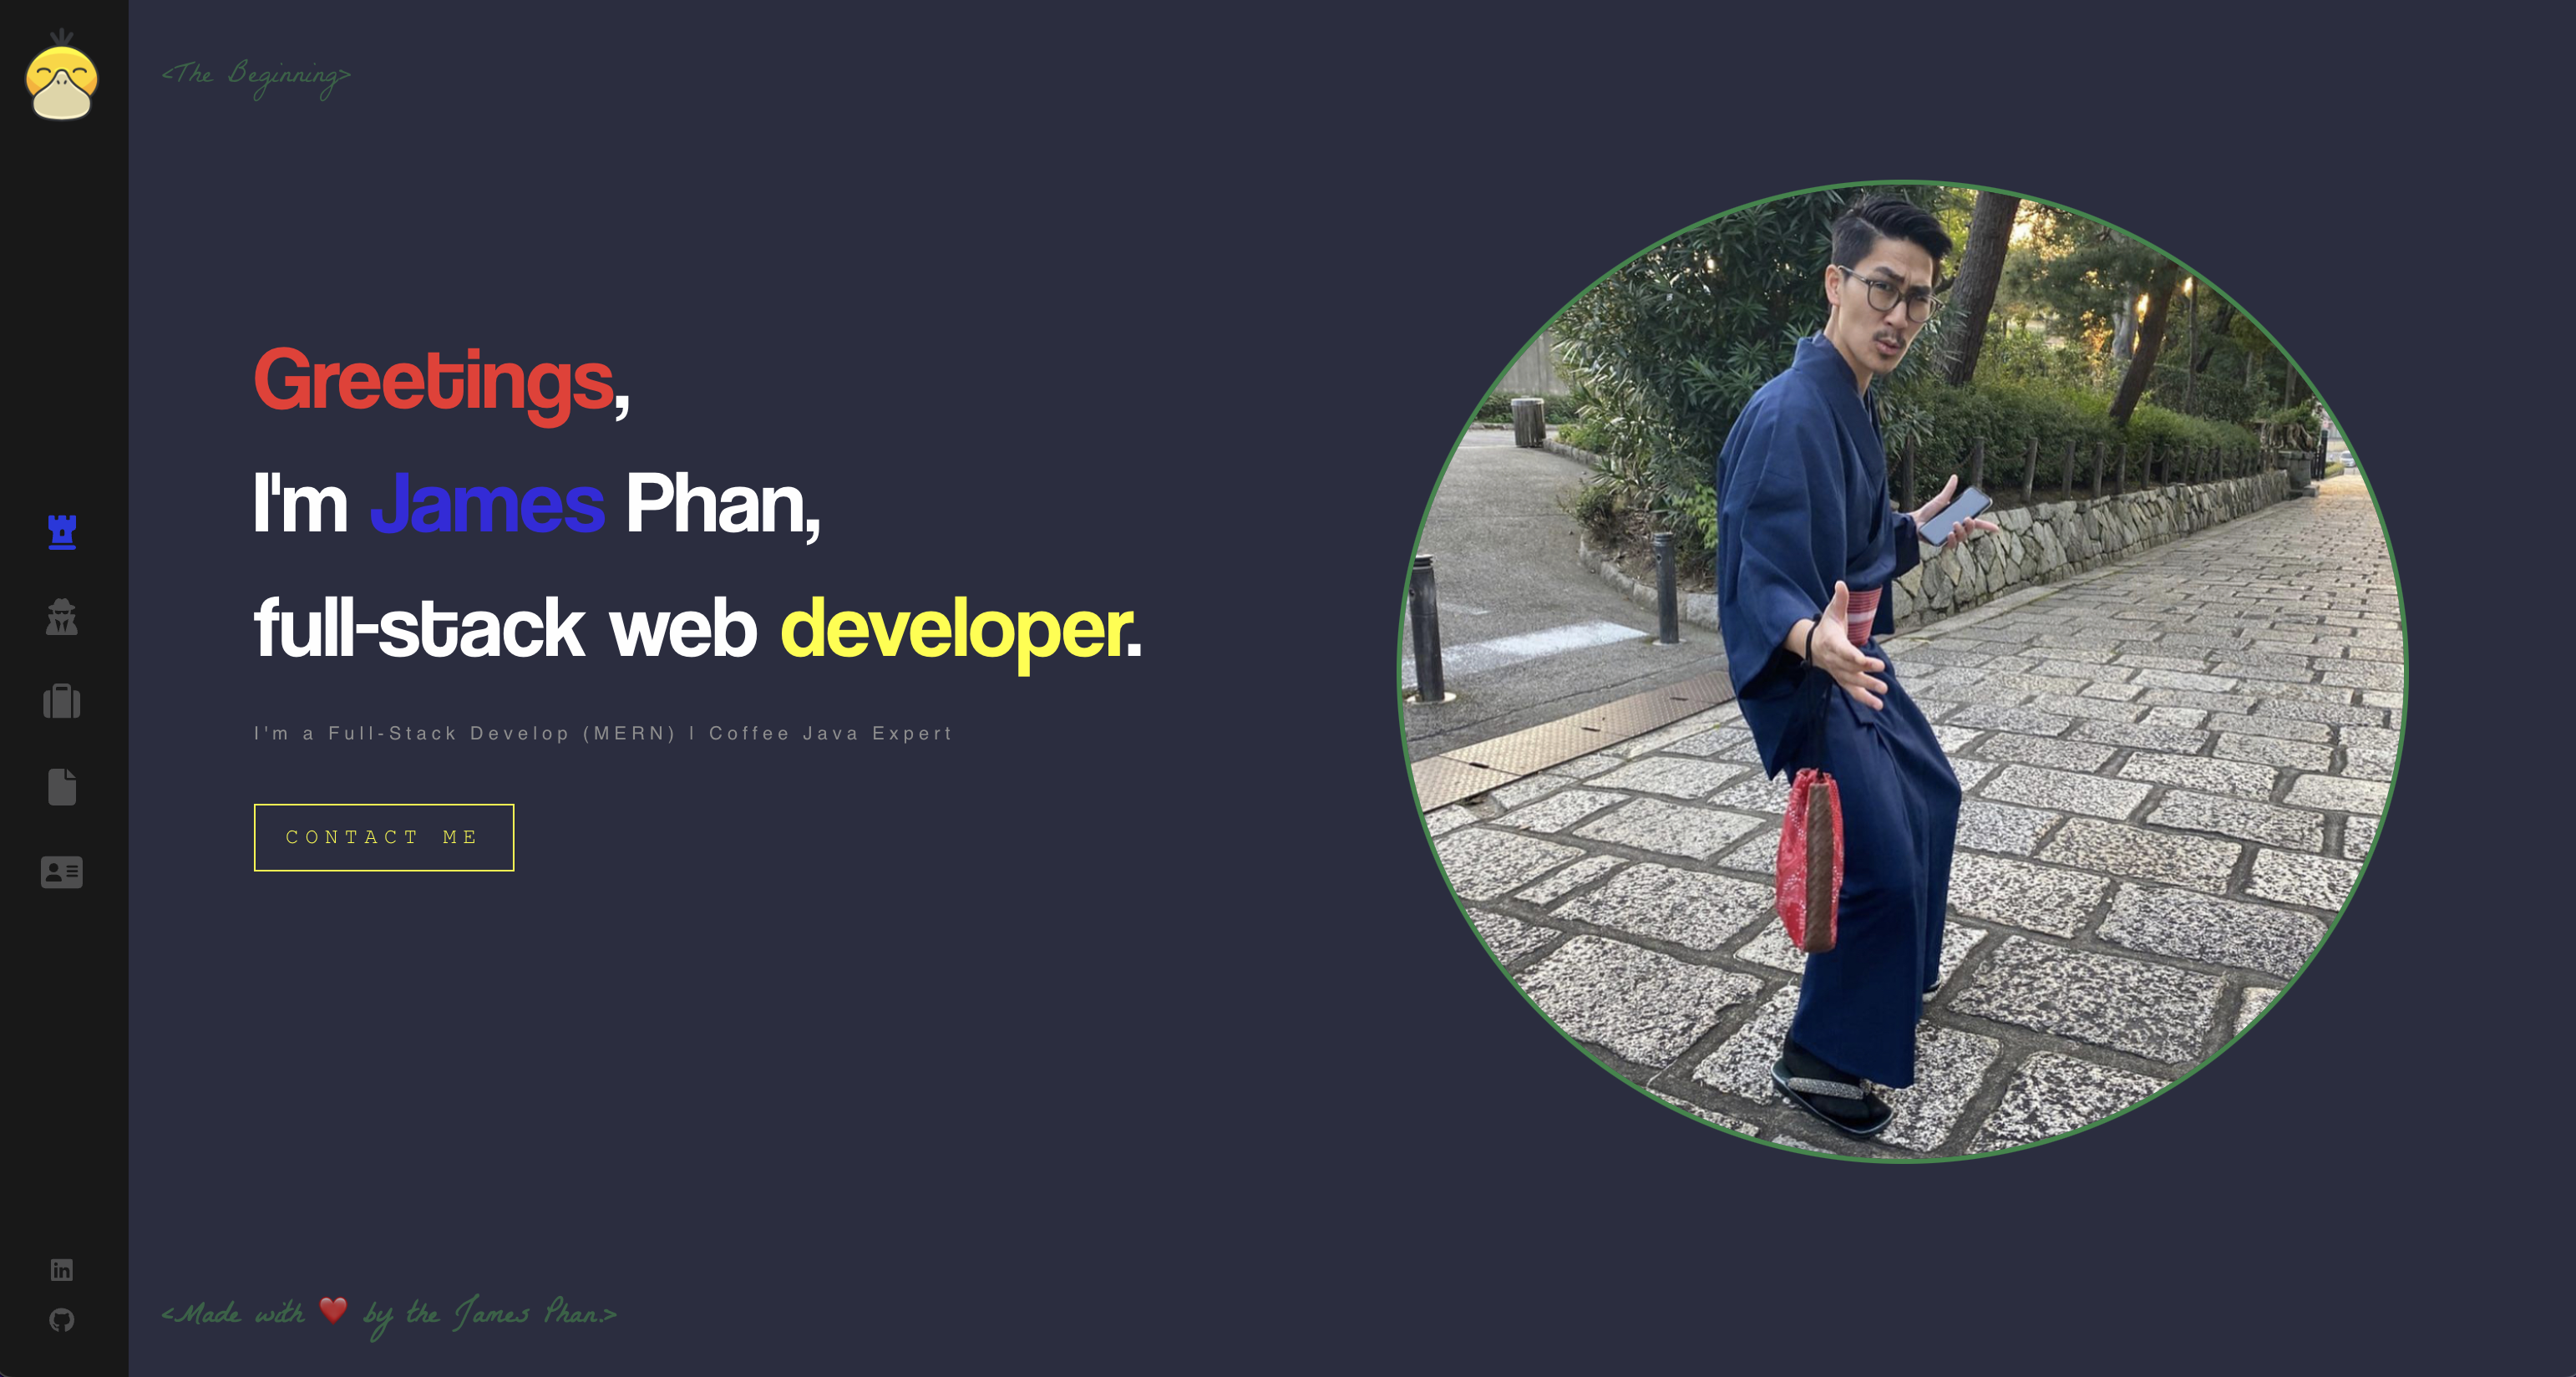 <The Beginning>
Greetings,
I'm James Phan,
full-stack web developer.
I'm a Full-Stack Develop (MERN) | Coffee Java Expert
CONTACT ME
in
<Made with ❤️ by the James Phan.>